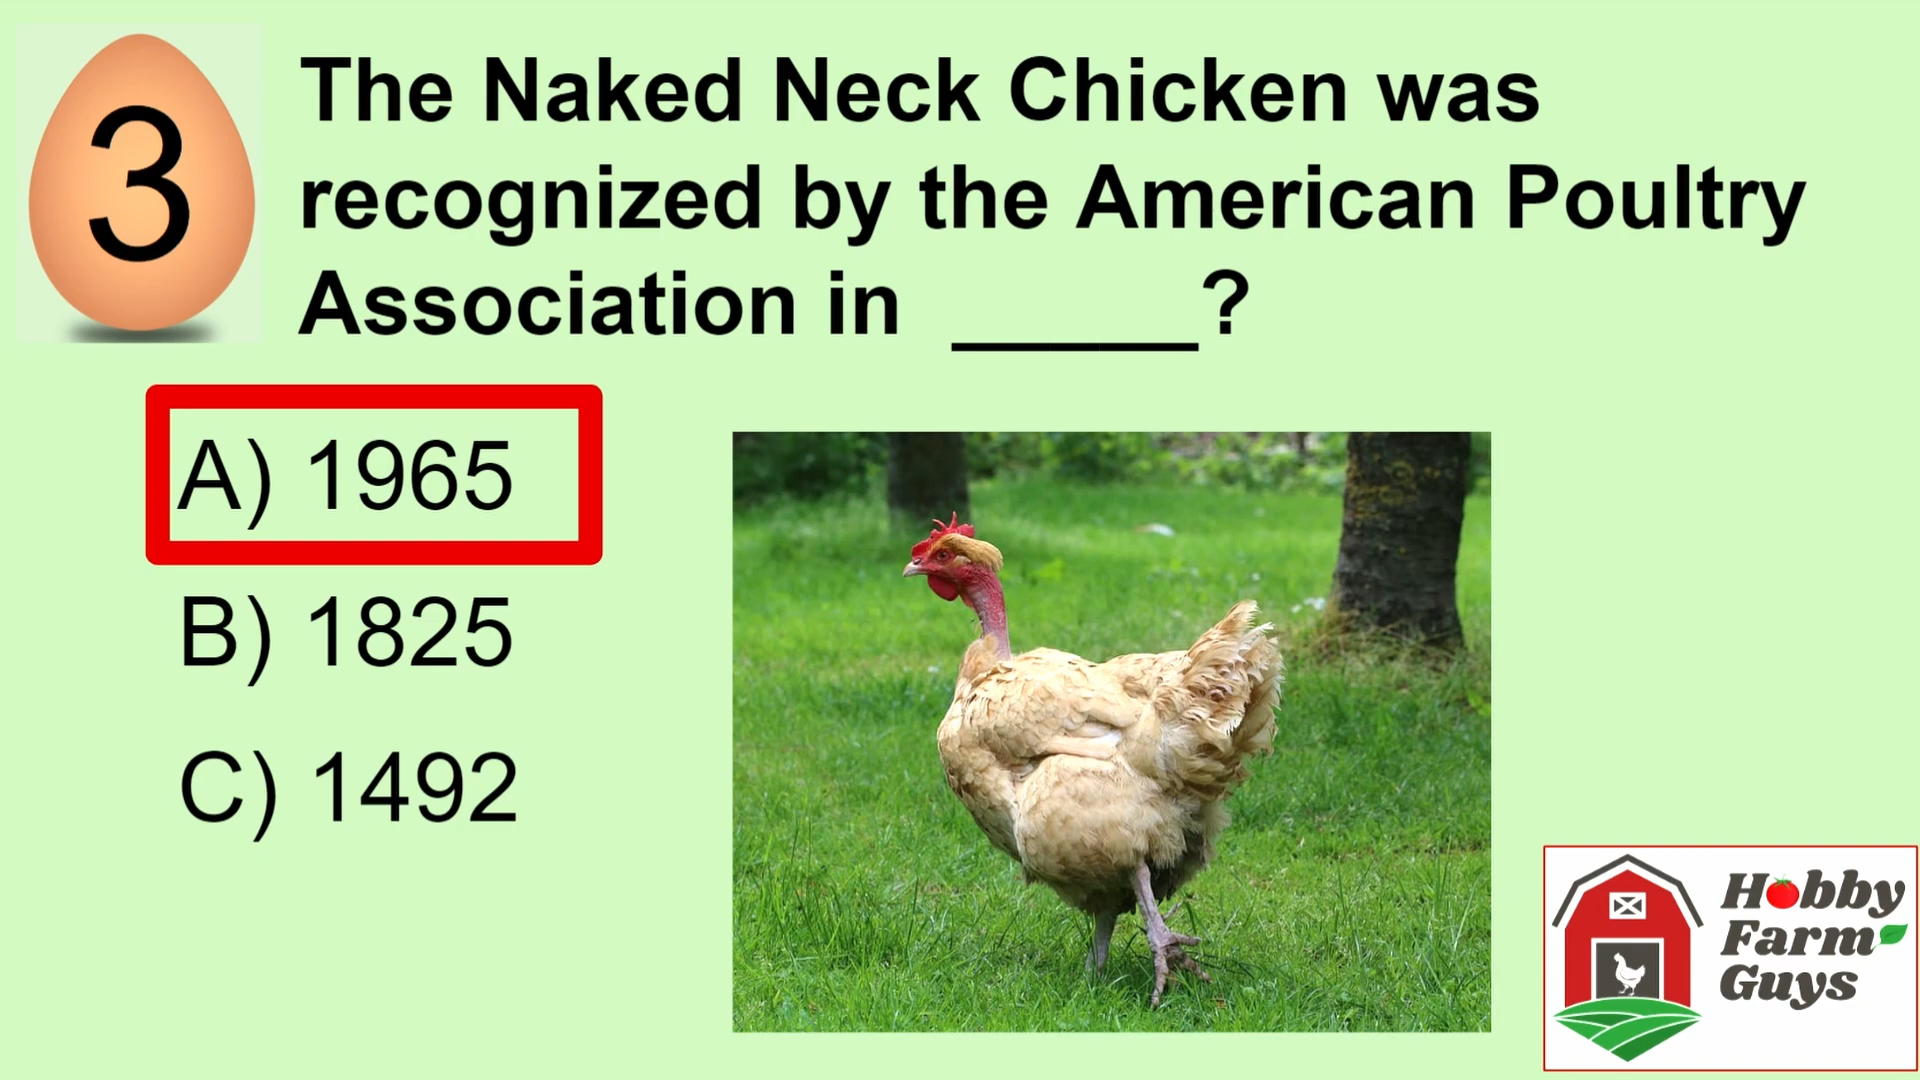 3
The Naked Neck Chicken was
recognized by the American Poultry
Association in _____?
A) 1965
B) 1825
C) 1492
Hobby
Farm
Guys